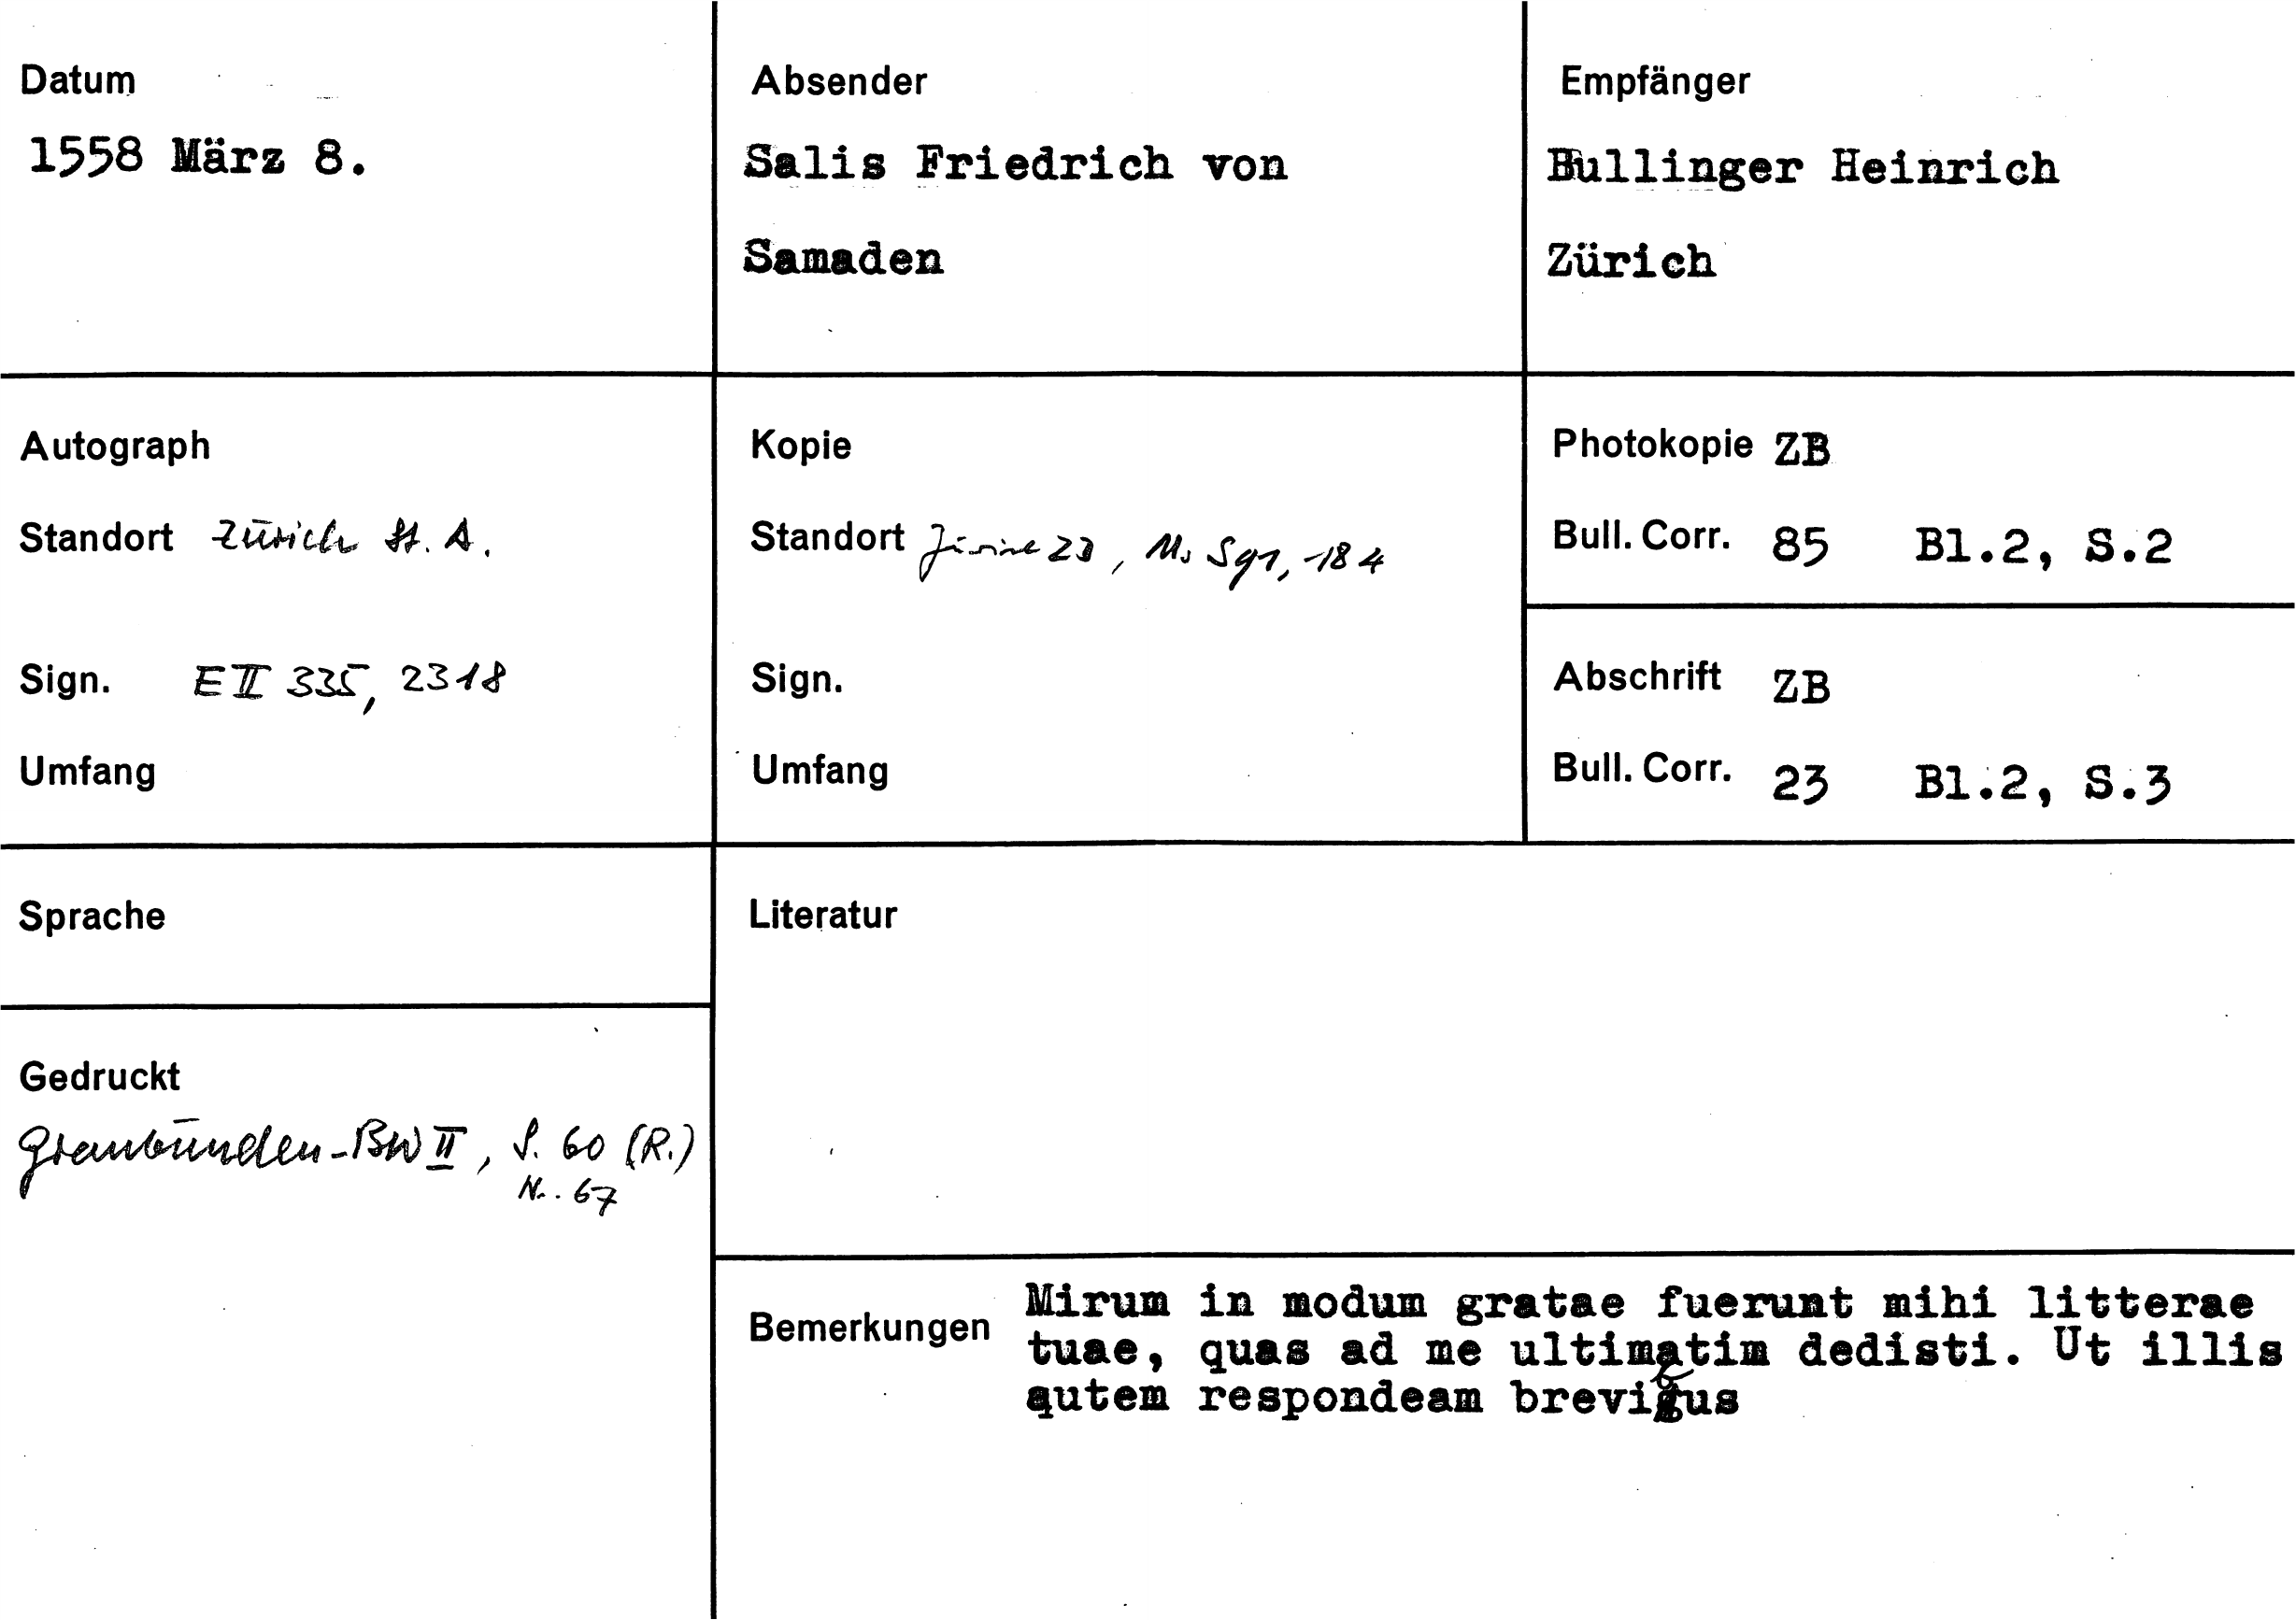 Datum
1558 März 8.
Absender
Salis Friedrich von
Samaden
Empfänger
Bullinger Heinrich
Zürich
Autograph
Standort Zürich St. A.
Sign. E II 335, 2318
Umfang
Kopie
Standort Zürich ZB, Ms S 91, 184
Sign.
Umfang
Photokopie ZB
Bull. Corr. 85 Bl.2, S.2
Abschrift ZB
Bull. Corr. 23 Bl.2, S.3
Sprache
Gedruckt
Graubünden-BW II, S. 60 (R.)
Nr. 67
Literatur
Bemerkungen
Mirum in modum gratae fuerunt mihi litterae
tuae, quas ad me ultimatim dedisti. Ut illis
autem respondeam brevibus